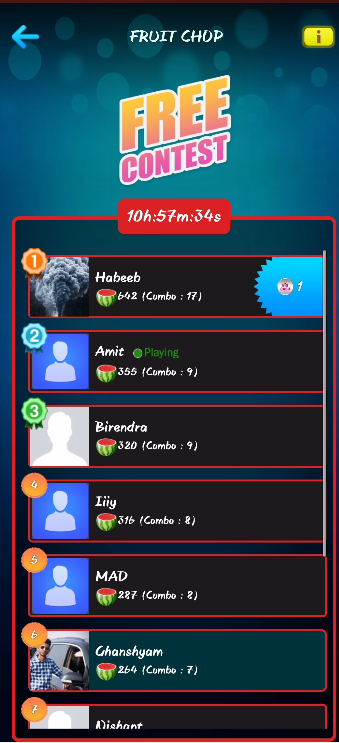 FRUIT CHOP
i
FREE
CONTEST
10h:57m:34s
1
Habeeb
642 (Combo : 17)
1
2
Amit Playing
355 (Combo : 9)
3
Birendra
320 (Combo : 9)
4
Iiiy
316 (Combo : 8)
5
MAD
287 (Combo : 8)
6
Ghanshyam
264 (Combo : 7)
7
Nishant